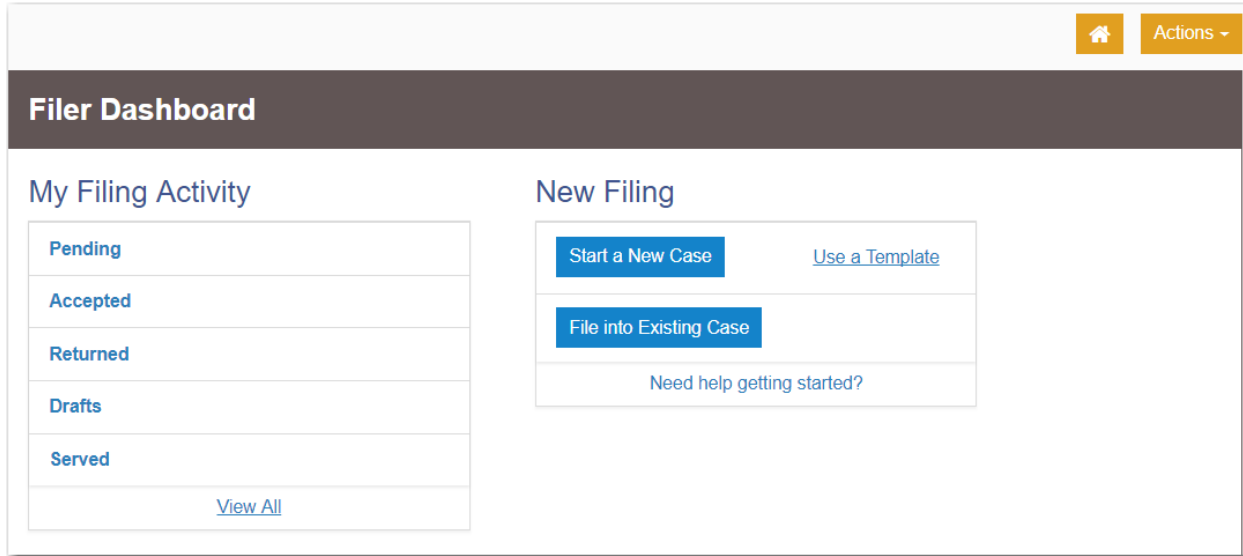 Actions
Filer Dashboard
My Filing Activity
Pending
Accepted
Returned
Drafts
Served
View All
New Filing
Start a New Case
Use a Template
File into Existing Case
Need help getting started?